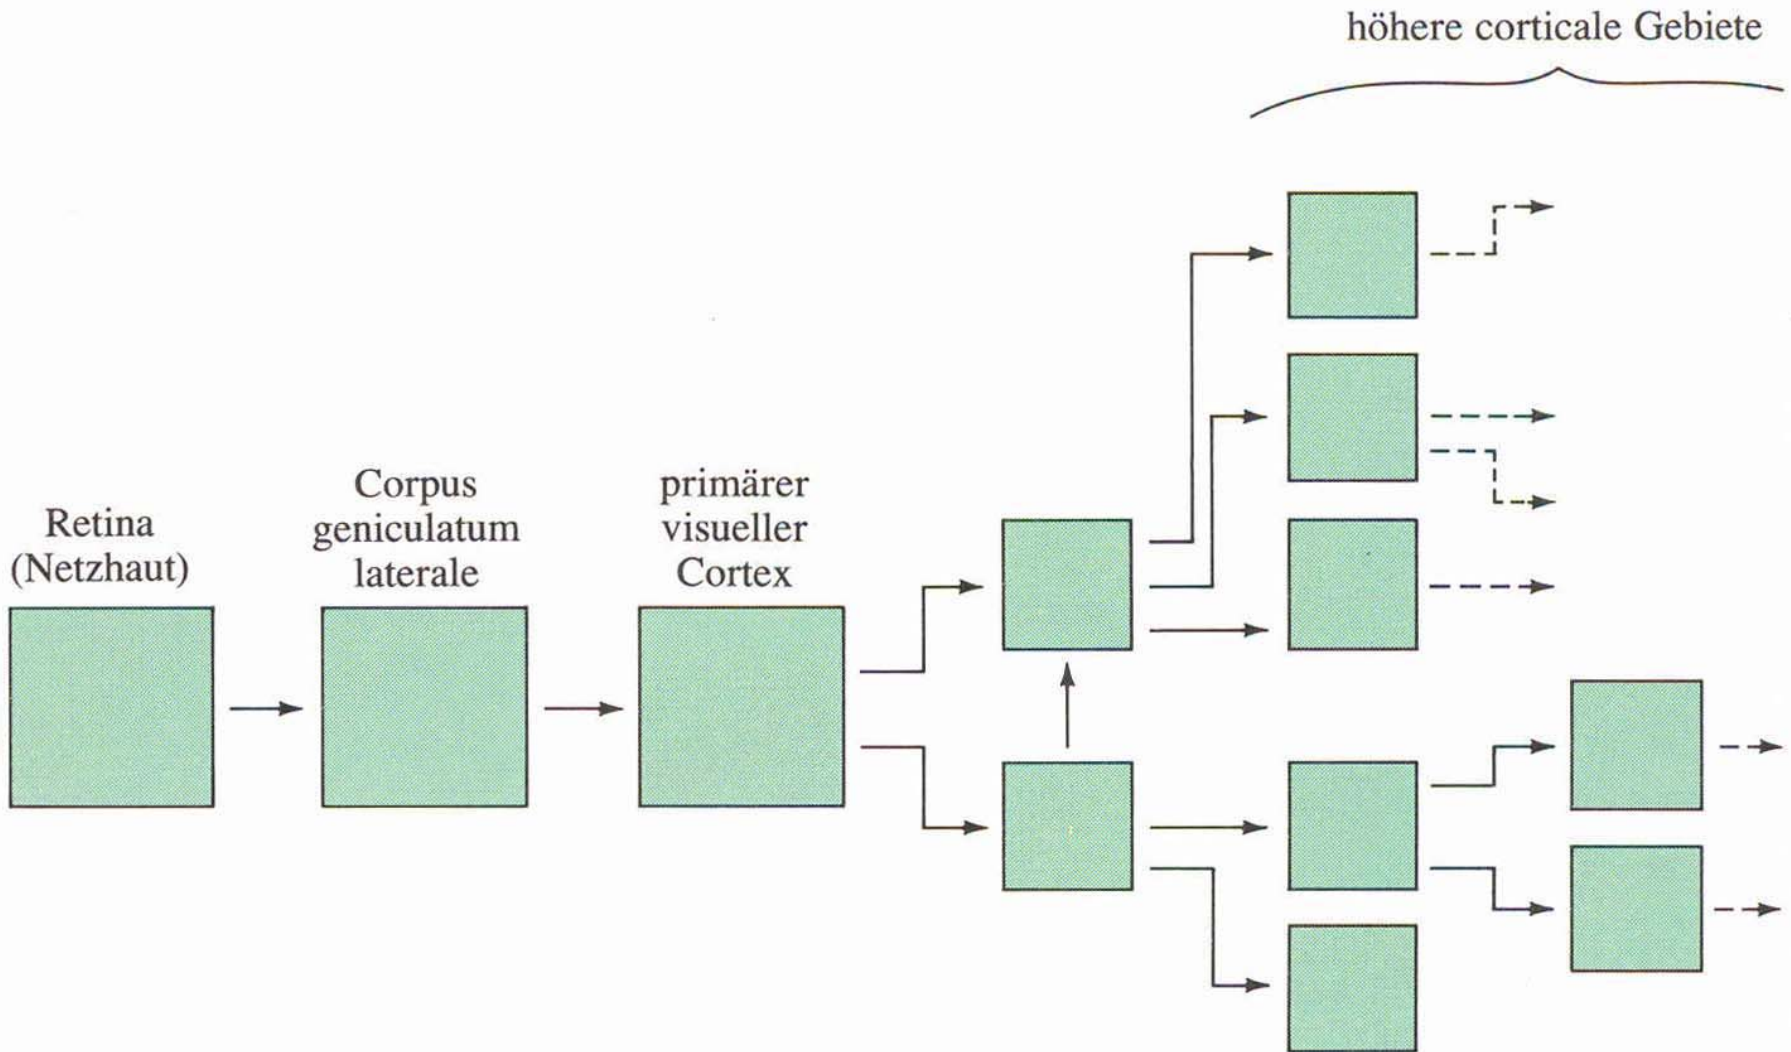 höhere corticale Gebiete
Retina
(Netzhaut)
Corpus
geniculatum
laterale
primärer
visueller
Cortex